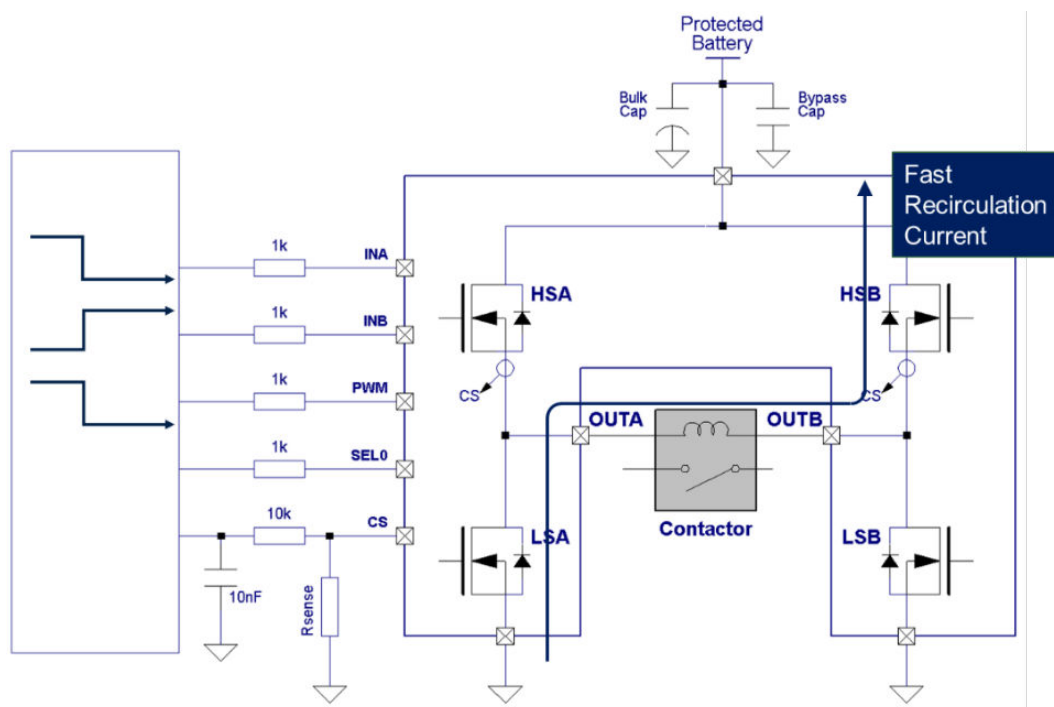 Protected
Battery
Bulk
Cap
Bypass
Cap
Fast
Recirculation
Current
1k
INA
HSA
HSB
1k
INB
CS
CS
1k
PWM
OUTA
OUTB
1k
SEL0
Contactor
10k
CS
LSA
LSB
10nF
Rsense